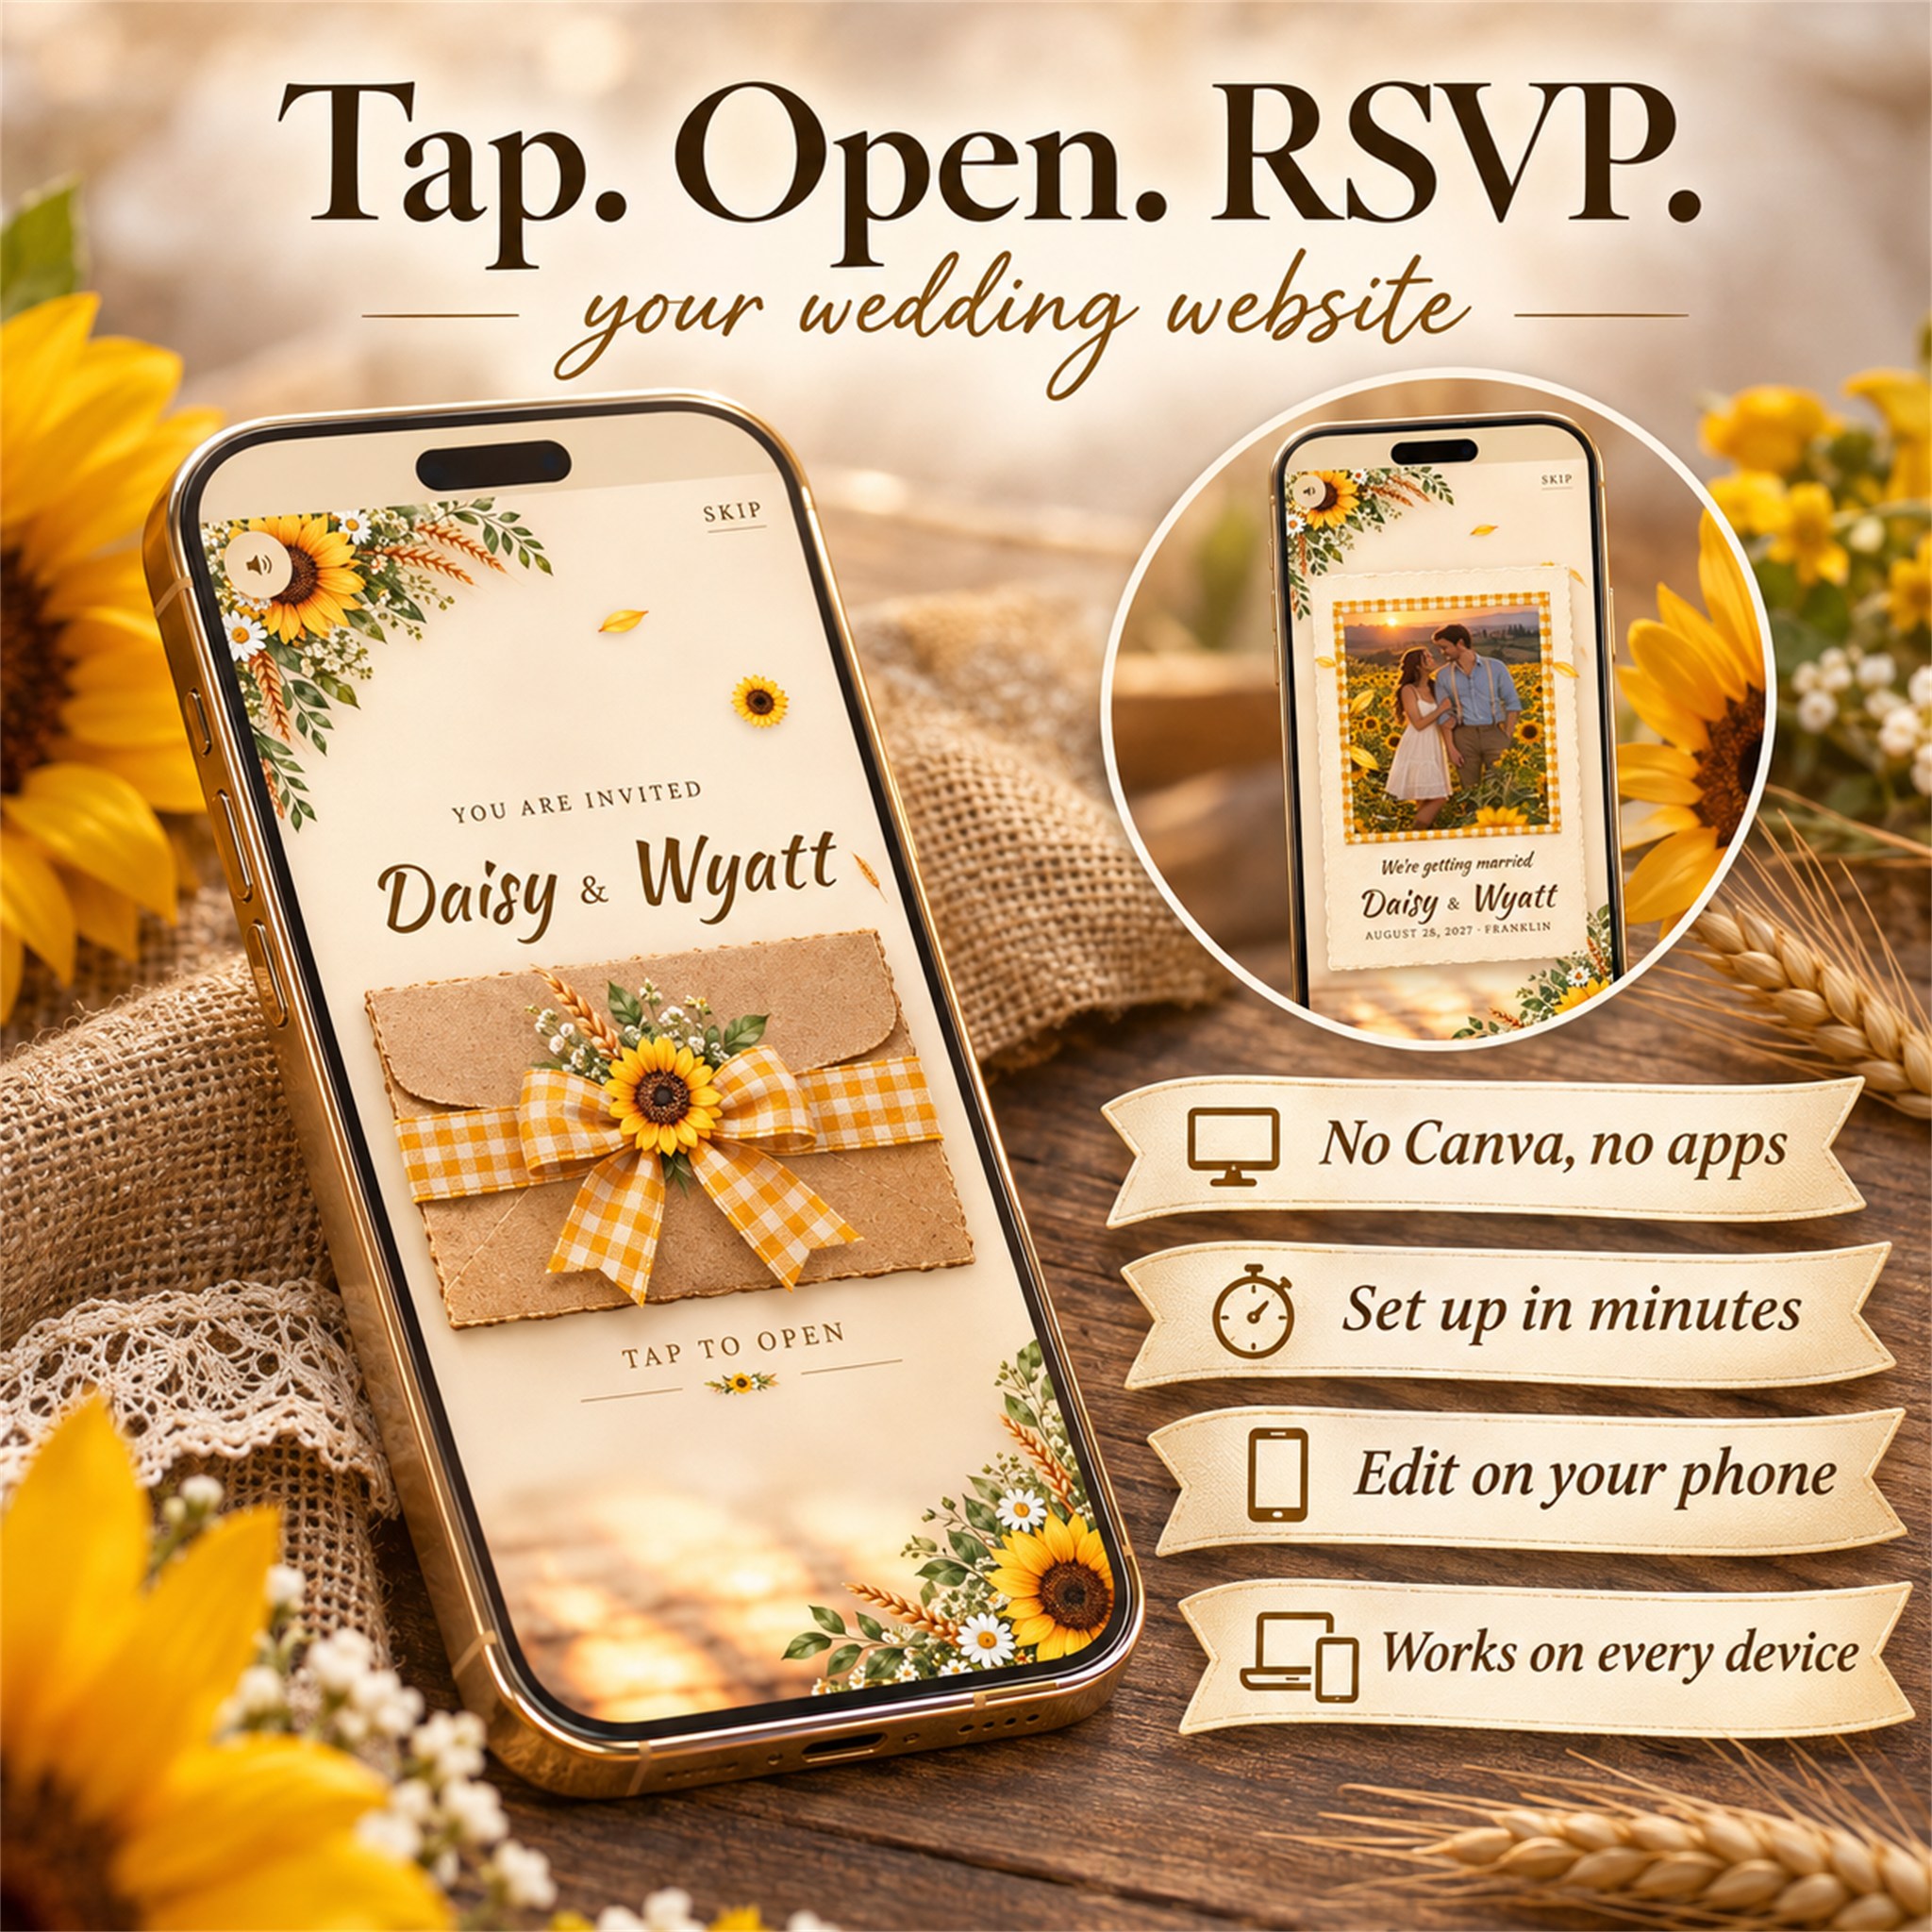 Tap. Open. RSVP.
your wedding website
SKIP
YOU ARE INVITED
Daisy & Wyatt
TAP TO OPEN
SKIP
We're getting married
Daisy & Wyatt
AUGUST 28, 2027 · FRANKLIN
No Canva, no apps
Set up in minutes
Edit on your phone
Works on every device